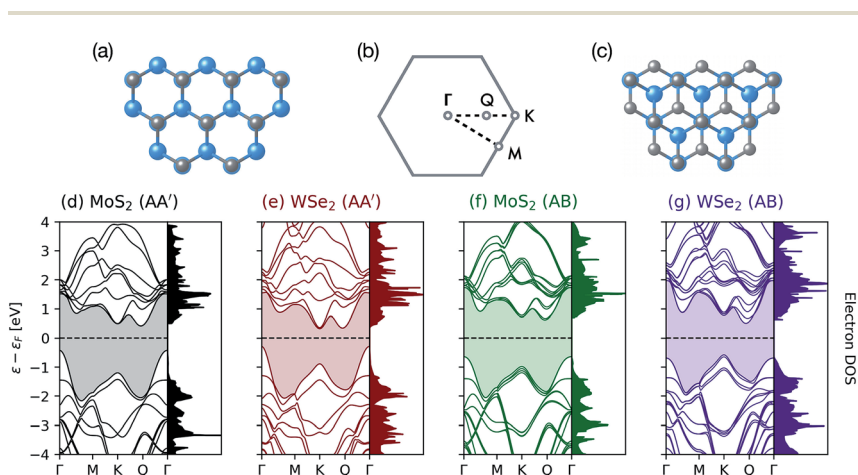 (a) (b) (c)
Γ Q K
M
(d) MoS₂ (AA′) (e) WSe₂ (AA′) (f) MoS₂ (AB) (g) WSe₂ (AB)
ε − ε_F [eV]
4
3
2
1
0
−1
−2
−3
−4
Γ M K Q Γ Γ M K Q Γ Γ M K Q Γ Γ M K Q Γ
Electron DOS